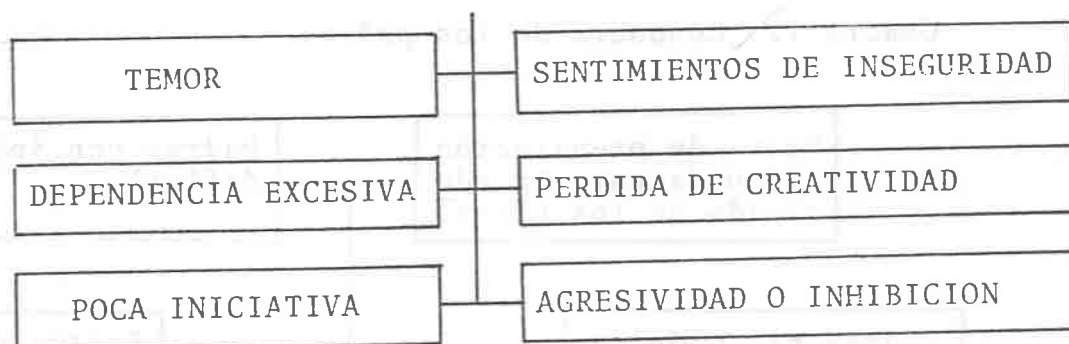 TEMOR
SENTIMIENTOS DE INSEGURIDAD
DEPENDENCIA EXCESIVA
PERDIDA DE CREATIVIDAD
POCA INICIATIVA
AGRESIVIDAD O INHIBICION